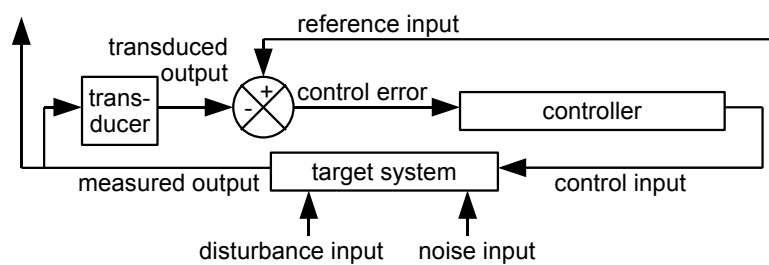 reference input
transduced
output
trans-
ducer
+
-
control error
controller
measured output
target system
control input
disturbance input
noise input